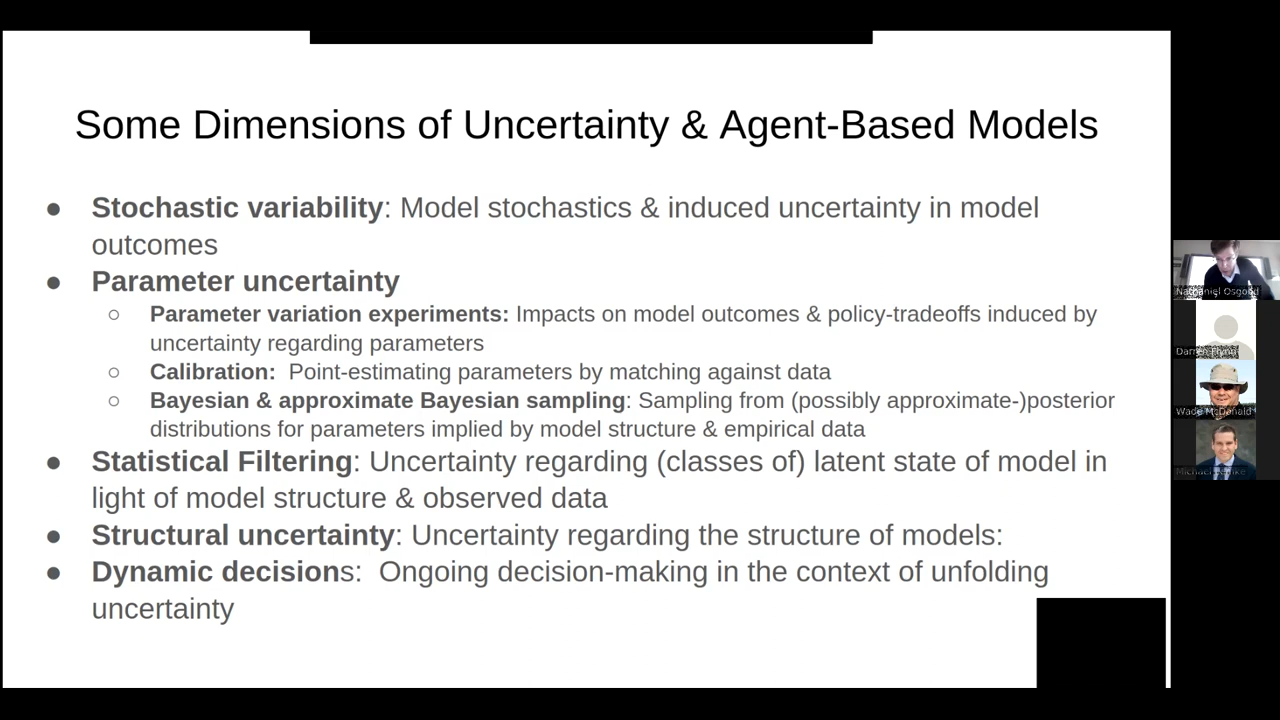 Some Dimensions of Uncertainty & Agent-Based Models
● Stochastic variability: Model stochastics & induced uncertainty in model
outcomes
● Parameter uncertainty
○ Parameter variation experiments: Impacts on model outcomes & policy-tradeoffs induced by
uncertainty regarding parameters
○ Calibration: Point-estimating parameters by matching against data
○ Bayesian & approximate Bayesian sampling: Sampling from (possibly approximate-)posterior
distributions for parameters implied by model structure & empirical data
● Statistical Filtering: Uncertainty regarding (classes of) latent state of model in
light of model structure & observed data
● Structural uncertainty: Uncertainty regarding the structure of models:
● Dynamic decisions: Ongoing decision-making in the context of unfolding
uncertainty
Nathaniel Osgood
Wade McDonald